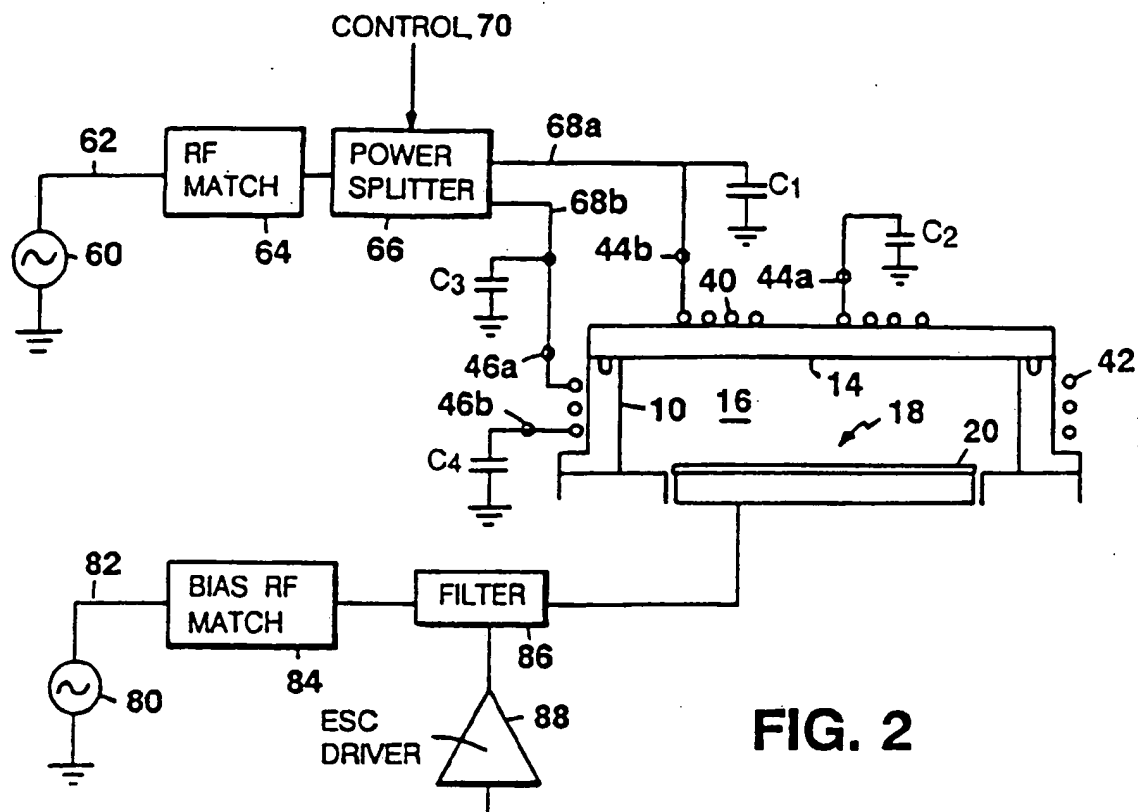 CONTROL 70
62
RF
MATCH
64
POWER
SPLITTER
66
68a
68b
60
C1
C2
C3
44b
44a
40
46a
46b
C4
42
14
10
16
18
20
82
BIAS RF
MATCH
84
FILTER
86
80
ESC
DRIVER
88
FIG. 2